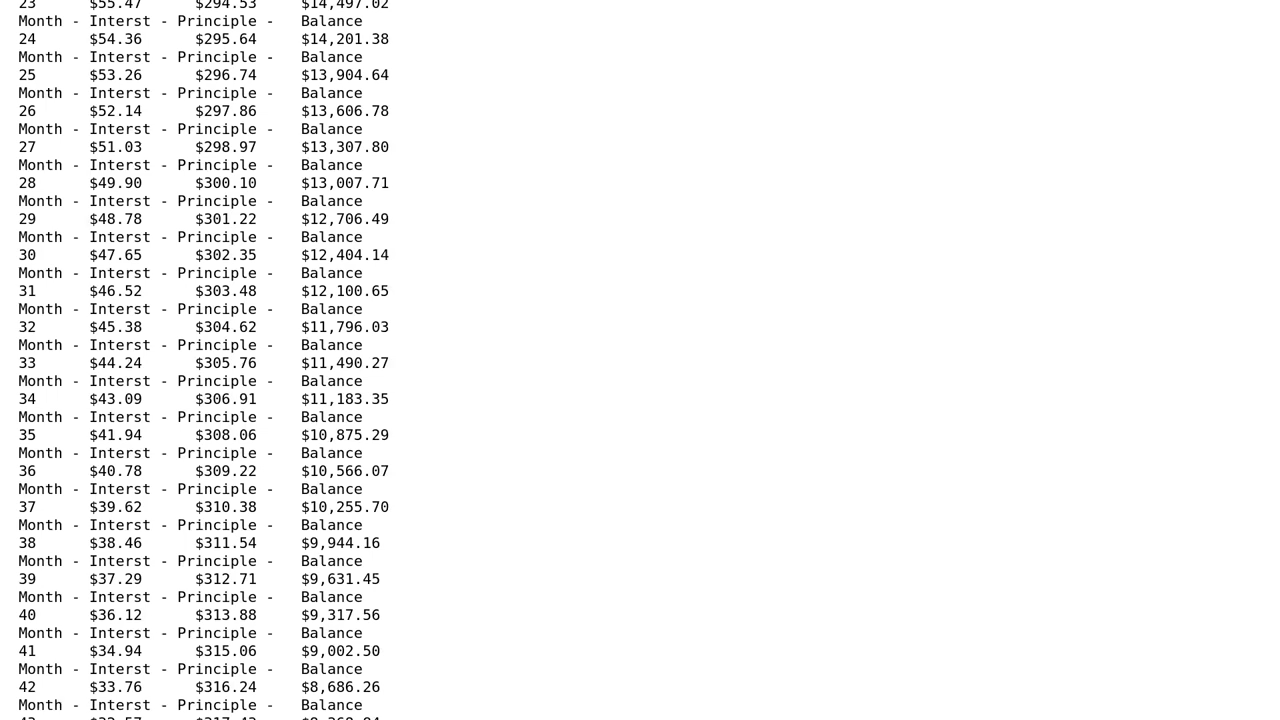 23      $55.47      $294.53     $14,497.02
Month - Interst - Principle -   Balance
24      $54.36      $295.64     $14,201.38
Month - Interst - Principle -   Balance
25      $53.26      $296.74     $13,904.64
Month - Interst - Principle -   Balance
26      $52.14      $297.86     $13,606.78
Month - Interst - Principle -   Balance
27      $51.03      $298.97     $13,307.80
Month - Interst - Principle -   Balance
28      $49.90      $300.10     $13,007.71
Month - Interst - Principle -   Balance
29      $48.78      $301.22     $12,706.49
Month - Interst - Principle -   Balance
30      $47.65      $302.35     $12,404.14
Month - Interst - Principle -   Balance
31      $46.52      $303.48     $12,100.65
Month - Interst - Principle -   Balance
32      $45.38      $304.62     $11,796.03
Month - Interst - Principle -   Balance
33      $44.24      $305.76     $11,490.27
Month - Interst - Principle -   Balance
34      $43.09      $306.91     $11,183.35
Month - Interst - Principle -   Balance
35      $41.94      $308.06     $10,875.29
Month - Interst - Principle -   Balance
36      $40.78      $309.22     $10,566.07
Month - Interst - Principle -   Balance
37      $39.62      $310.38     $10,255.70
Month - Interst - Principle -   Balance
38      $38.46      $311.54     $9,944.16
Month - Interst - Principle -   Balance
39      $37.29      $312.71     $9,631.45
Month - Interst - Principle -   Balance
40      $36.12      $313.88     $9,317.56
Month - Interst - Principle -   Balance
41      $34.94      $315.06     $9,002.50
Month - Interst - Principle -   Balance
42      $33.76      $316.24     $8,686.26
Month - Interst - Principle -   Balance